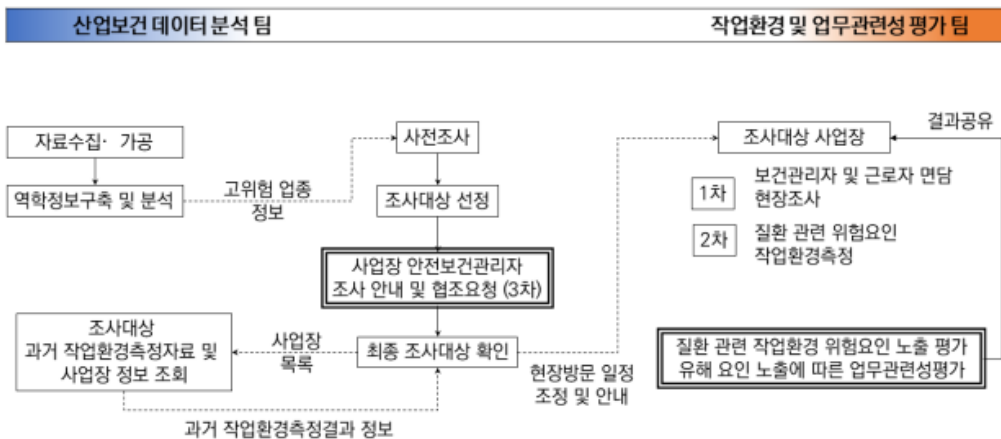 산업보건 데이터 분석 팀
작업환경 및 업무관련성 평가 팀
자료수집· 가공
역학정보구축 및 분석
고위험 업종
정보
사전조사
조사대상 선정
사업장 안전보건관리자
조사 안내 및 협조요청 (3차)
최종 조사대상 확인
사업장
목록
조사대상
과거 작업환경측정자료 및
사업장 정보 조회
과거 작업환경측정결과 정보
현장방문 일정
조정 및 안내
조사대상 사업장
결과공유
1차
보건관리자 및 근로자 면담
현장조사
2차
질환 관련 위험요인
작업환경측정
질환 관련 작업환경 위험요인 노출 평가
유해 요인 노출에 따른 업무관련성평가